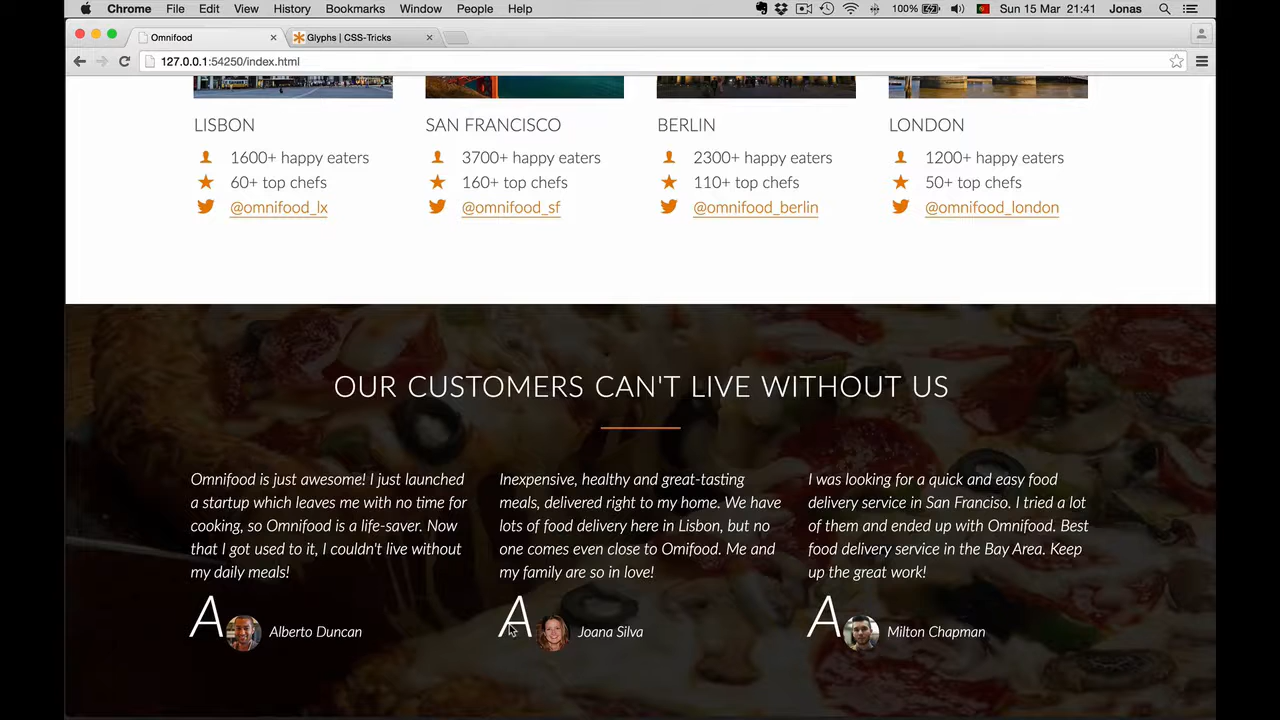 Chrome File Edit View History Bookmarks Window People Help 100% Sun 15 Mar 21:41 Jonas
Omnifood Glyphs | CSS-Tricks
127.0.0.1:54250/index.html
LISBON SAN FRANCISCO BERLIN LONDON
1600+ happy eaters 3700+ happy eaters 2300+ happy eaters 1200+ happy eaters
60+ top chefs 160+ top chefs 110+ top chefs 50+ top chefs
@omnifood_lx @omnifood_sf @omnifood_berlin @omnifood_london
OUR CUSTOMERS CAN'T LIVE WITHOUT US
Omnifood is just awesome! I just launched
a startup which leaves me with no time for
cooking, so Omnifood is a life-saver. Now
that I got used to it, I couldn't live without
my daily meals!
A Alberto Duncan
Inexpensive, healthy and great-tasting
meals, delivered right to my home. We have
lots of food delivery here in Lisbon, but no
one comes even close to Omifood. Me and
my family are so in love!
A Joana Silva
I was looking for a quick and easy food
delivery service in San Franciso. I tried a lot
of them and ended up with Omnifood. Best
food delivery service in the Bay Area. Keep
up the great work!
A Milton Chapman